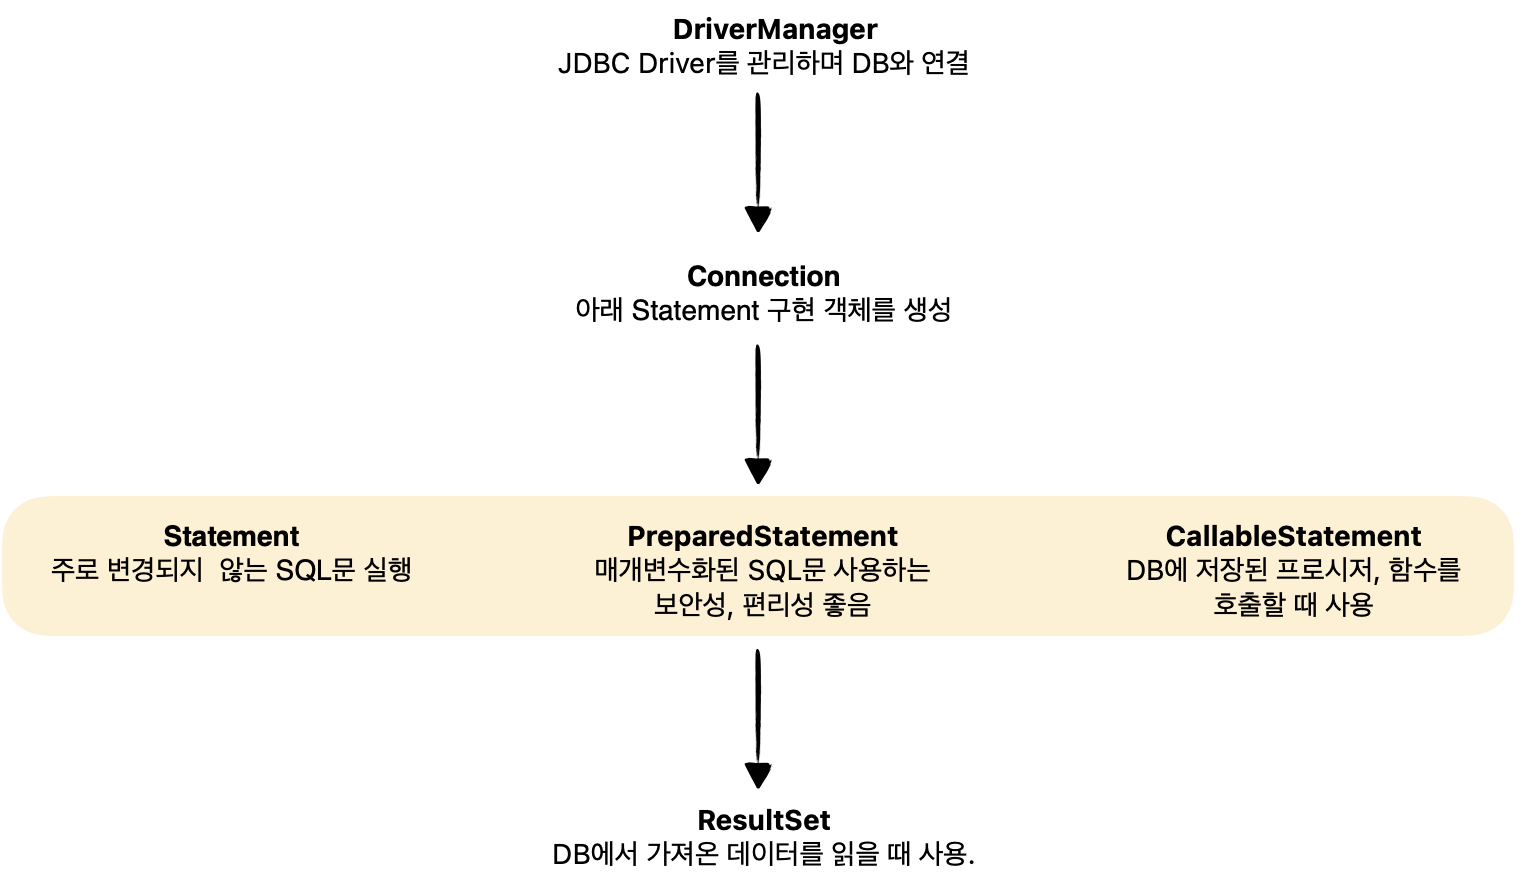 DriverManager
JDBC Driver를 관리하며 DB와 연결
Connection
아래 Statement 구현 객체를 생성
Statement
주로 변경되지  않는 SQL문 실행
PreparedStatement
매개변수화된 SQL문 사용하는
보안성, 편리성 좋음
CallableStatement
DB에 저장된 프로시저, 함수를
호출할 때 사용
ResultSet
DB에서 가져온 데이터를 읽을 때 사용.